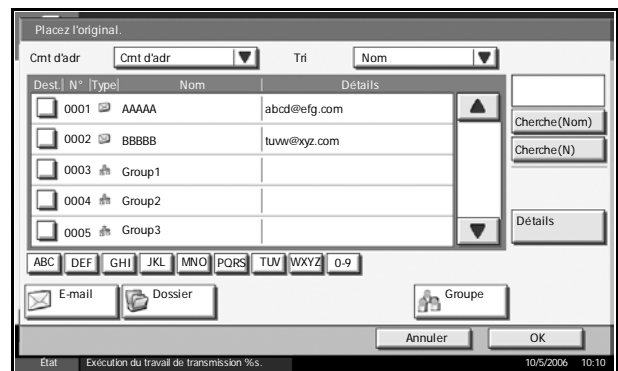 Placez l'original.
Cmt d'adr Cmt d'adr Tri Nom
Dest. N° Type Nom Détails
0001 AAAAA abcd@efg.com
0002 BBBBB tuvw@xyz.com
0003 Group1
0004 Group2
0005 Group3
Cherche(Nom)
Cherche(N)
Détails
ABC DEF GHI JKL MNO PQRS TUV WXYZ 0-9
E-mail Dossier Groupe
Annuler OK
État Exécution du travail de transmission %s. 10/5/2006 10:10